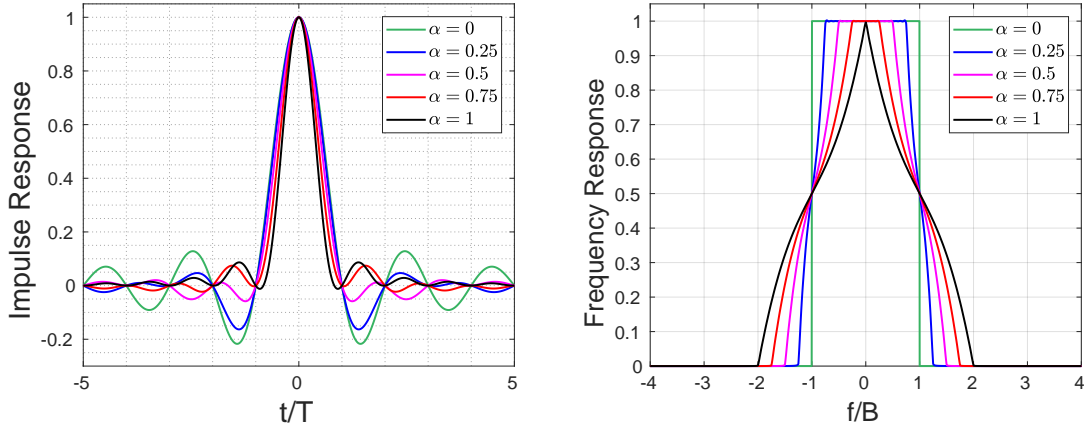 Impulse Response
1
0.8
0.6
0.4
0.2
0
-0.2
-5
0
5
t/T
α = 0
α = 0.25
α = 0.5
α = 0.75
α = 1
Frequency Response
1
0.9
0.8
0.7
0.6
0.5
0.4
0.3
0.2
0.1
0
-4
-3
-2
-1
0
1
2
3
4
f/B
α = 0
α = 0.25
α = 0.5
α = 0.75
α = 1